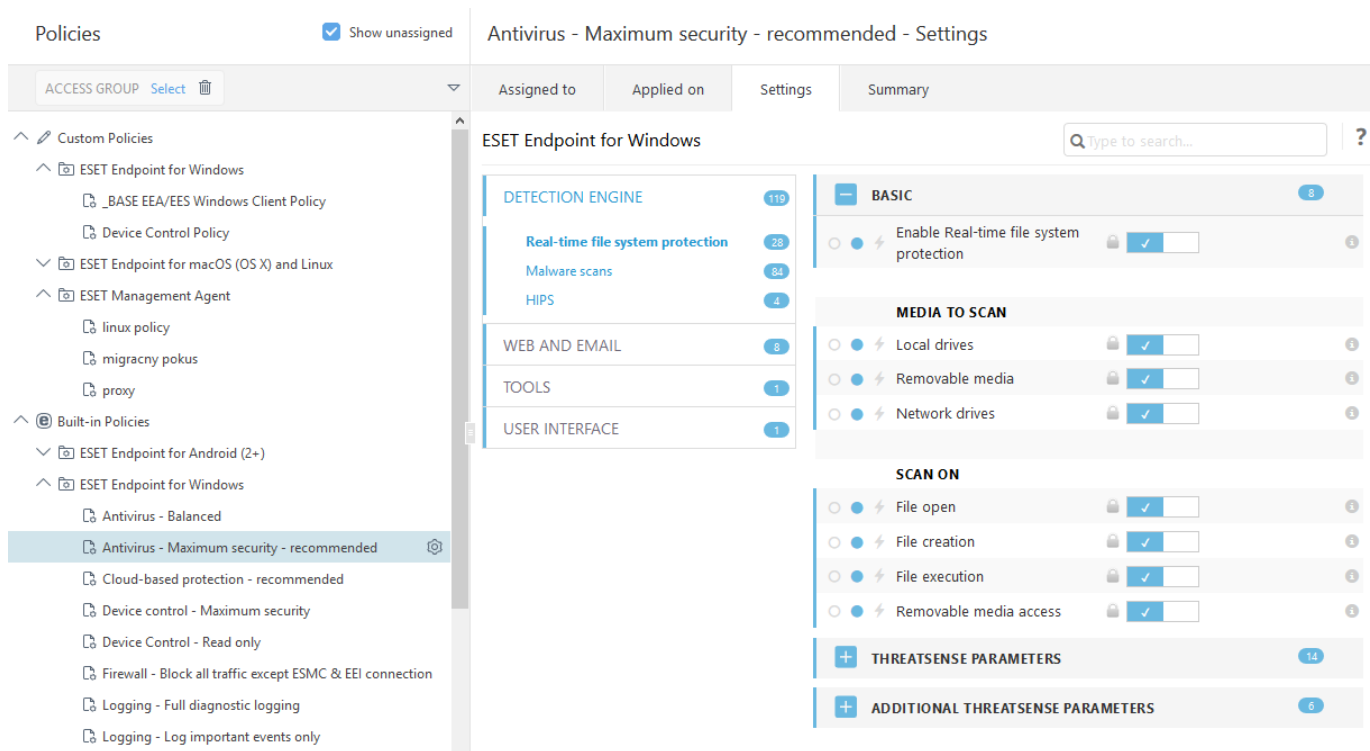 Policies
Show unassigned
ACCESS GROUP Select
Custom Policies
ESET Endpoint for Windows
_BASE EEA/EES Windows Client Policy
Device Control Policy
ESET Endpoint for macOS (OS X) and Linux
ESET Management Agent
linux policy
migracny pokus
proxy
Built-in Policies
ESET Endpoint for Android (2+)
ESET Endpoint for Windows
Antivirus - Balanced
Antivirus - Maximum security - recommended
Cloud-based protection - recommended
Device control - Maximum security
Device Control - Read only
Firewall - Block all traffic except ESMC & EEI connection
Logging - Full diagnostic logging
Logging - Log important events only
Antivirus - Maximum security - recommended - Settings
Assigned to
Applied on
Settings
Summary
ESET Endpoint for Windows
Type to search...
?
DETECTION ENGINE 119
Real-time file system protection 28
Malware scans 84
HIPS 4
WEB AND EMAIL 8
TOOLS 1
USER INTERFACE 1
BASIC 8
Enable Real-time file system
protection
MEDIA TO SCAN
Local drives
Removable media
Network drives
SCAN ON
File open
File creation
File execution
Removable media access
THREATSENSE PARAMETERS 14
ADDITIONAL THREATSENSE PARAMETERS 6